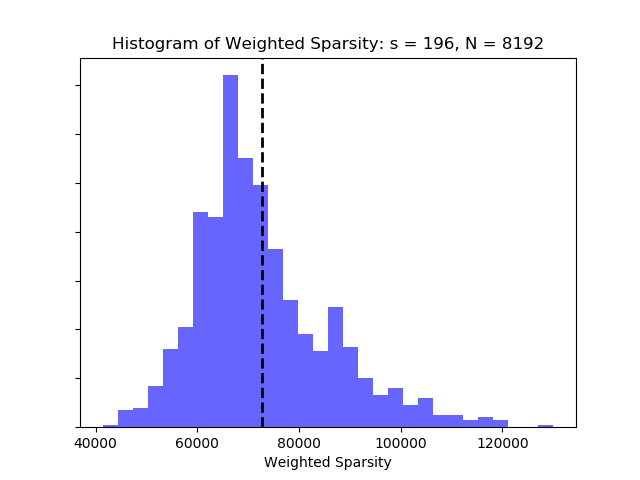 Histogram of Weighted Sparsity: s = 196, N = 8192
40000 60000 80000 100000 120000
Weighted Sparsity